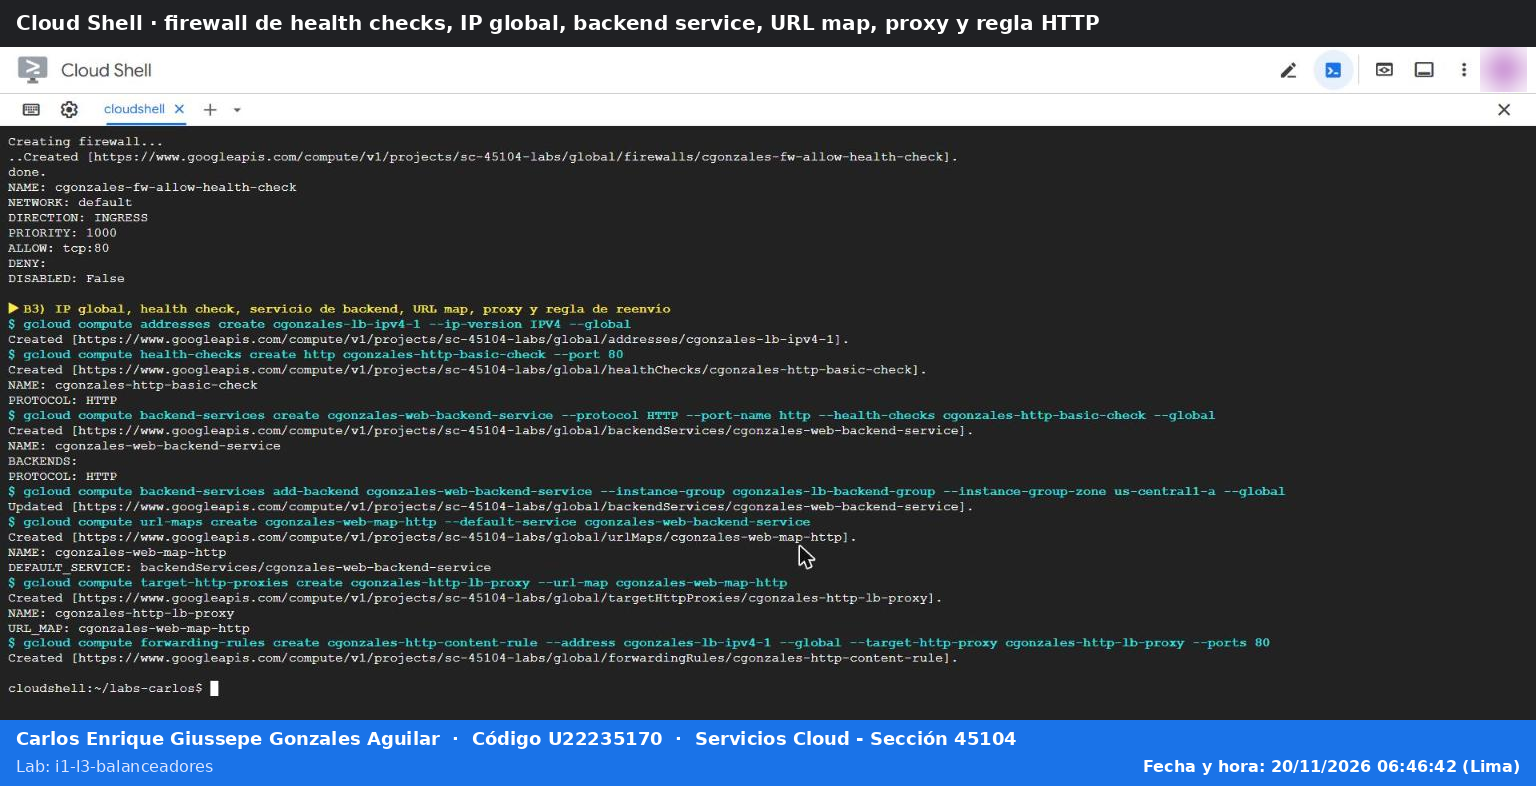 Cloud Shell · firewall de health checks, IP global, backend service, URL map, proxy y regla HTTP
Cloud Shell
cloudshell
Creating firewall...
..Created [https://www.googleapis.com/compute/v1/projects/sc-45104-labs/global/firewalls/cgonzales-fw-allow-health-check].
done.
NAME: cgonzales-fw-allow-health-check
NETWORK: default
DIRECTION: INGRESS
PRIORITY: 1000
ALLOW: tcp:80
DENY:
DISABLED: False
▶ B3) IP global, health check, servicio de backend, URL map, proxy y regla de reenvío
$ gcloud compute addresses create cgonzales-lb-ipv4-1 --ip-version IPV4 --global
Created [https://www.googleapis.com/compute/v1/projects/sc-45104-labs/global/addresses/cgonzales-lb-ipv4-1].
$ gcloud compute health-checks create http cgonzales-http-basic-check --port 80
Created [https://www.googleapis.com/compute/v1/projects/sc-45104-labs/global/healthChecks/cgonzales-http-basic-check].
NAME: cgonzales-http-basic-check
PROTOCOL: HTTP
$ gcloud compute backend-services create cgonzales-web-backend-service --protocol HTTP --port-name http --health-checks cgonzales-http-basic-check --global
Created [https://www.googleapis.com/compute/v1/projects/sc-45104-labs/global/backendServices/cgonzales-web-backend-service].
NAME: cgonzales-web-backend-service
BACKENDS:
PROTOCOL: HTTP
$ gcloud compute backend-services add-backend cgonzales-web-backend-service --instance-group cgonzales-lb-backend-group --instance-group-zone us-central1-a --global
Updated [https://www.googleapis.com/compute/v1/projects/sc-45104-labs/global/backendServices/cgonzales-web-backend-service].
$ gcloud compute url-maps create cgonzales-web-map-http --default-service cgonzales-web-backend-service
Created [https://www.googleapis.com/compute/v1/projects/sc-45104-labs/global/urlMaps/cgonzales-web-map-http].
NAME: cgonzales-web-map-http
DEFAULT_SERVICE: backendServices/cgonzales-web-backend-service
$ gcloud compute target-http-proxies create cgonzales-http-lb-proxy --url-map cgonzales-web-map-http
Created [https://www.googleapis.com/compute/v1/projects/sc-45104-labs/global/targetHttpProxies/cgonzales-http-lb-proxy].
NAME: cgonzales-http-lb-proxy
URL_MAP: cgonzales-web-map-http
$ gcloud compute forwarding-rules create cgonzales-http-content-rule --address cgonzales-lb-ipv4-1 --global --target-http-proxy cgonzales-http-lb-proxy --ports 80
Created [https://www.googleapis.com/compute/v1/projects/sc-45104-labs/global/forwardingRules/cgonzales-http-content-rule].
cloudshell:~/labs-carlos$
Carlos Enrique Giussepe Gonzales Aguilar · Código U22235170 · Servicios Cloud - Sección 45104
Lab: i1-l3-balanceadores
Fecha y hora: 20/11/2026 06:46:42 (Lima)